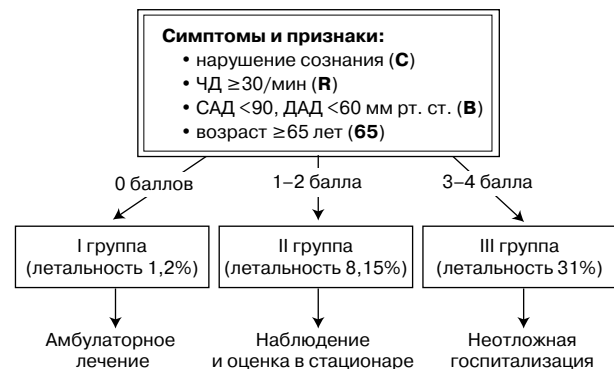 Симптомы и признаки:
• нарушение сознания (C)
• ЧД ≥30/мин (R)
• САД <90, ДАД <60 мм рт. ст. (B)
• возраст ≥65 лет (65)
0 баллов
1–2 балла
3–4 балла
I группа
(летальность 1,2%)
II группа
(летальность 8,15%)
III группа
(летальность 31%)
Амбулаторное
лечение
Наблюдение
и оценка в стационаре
Неотложная
госпитализация